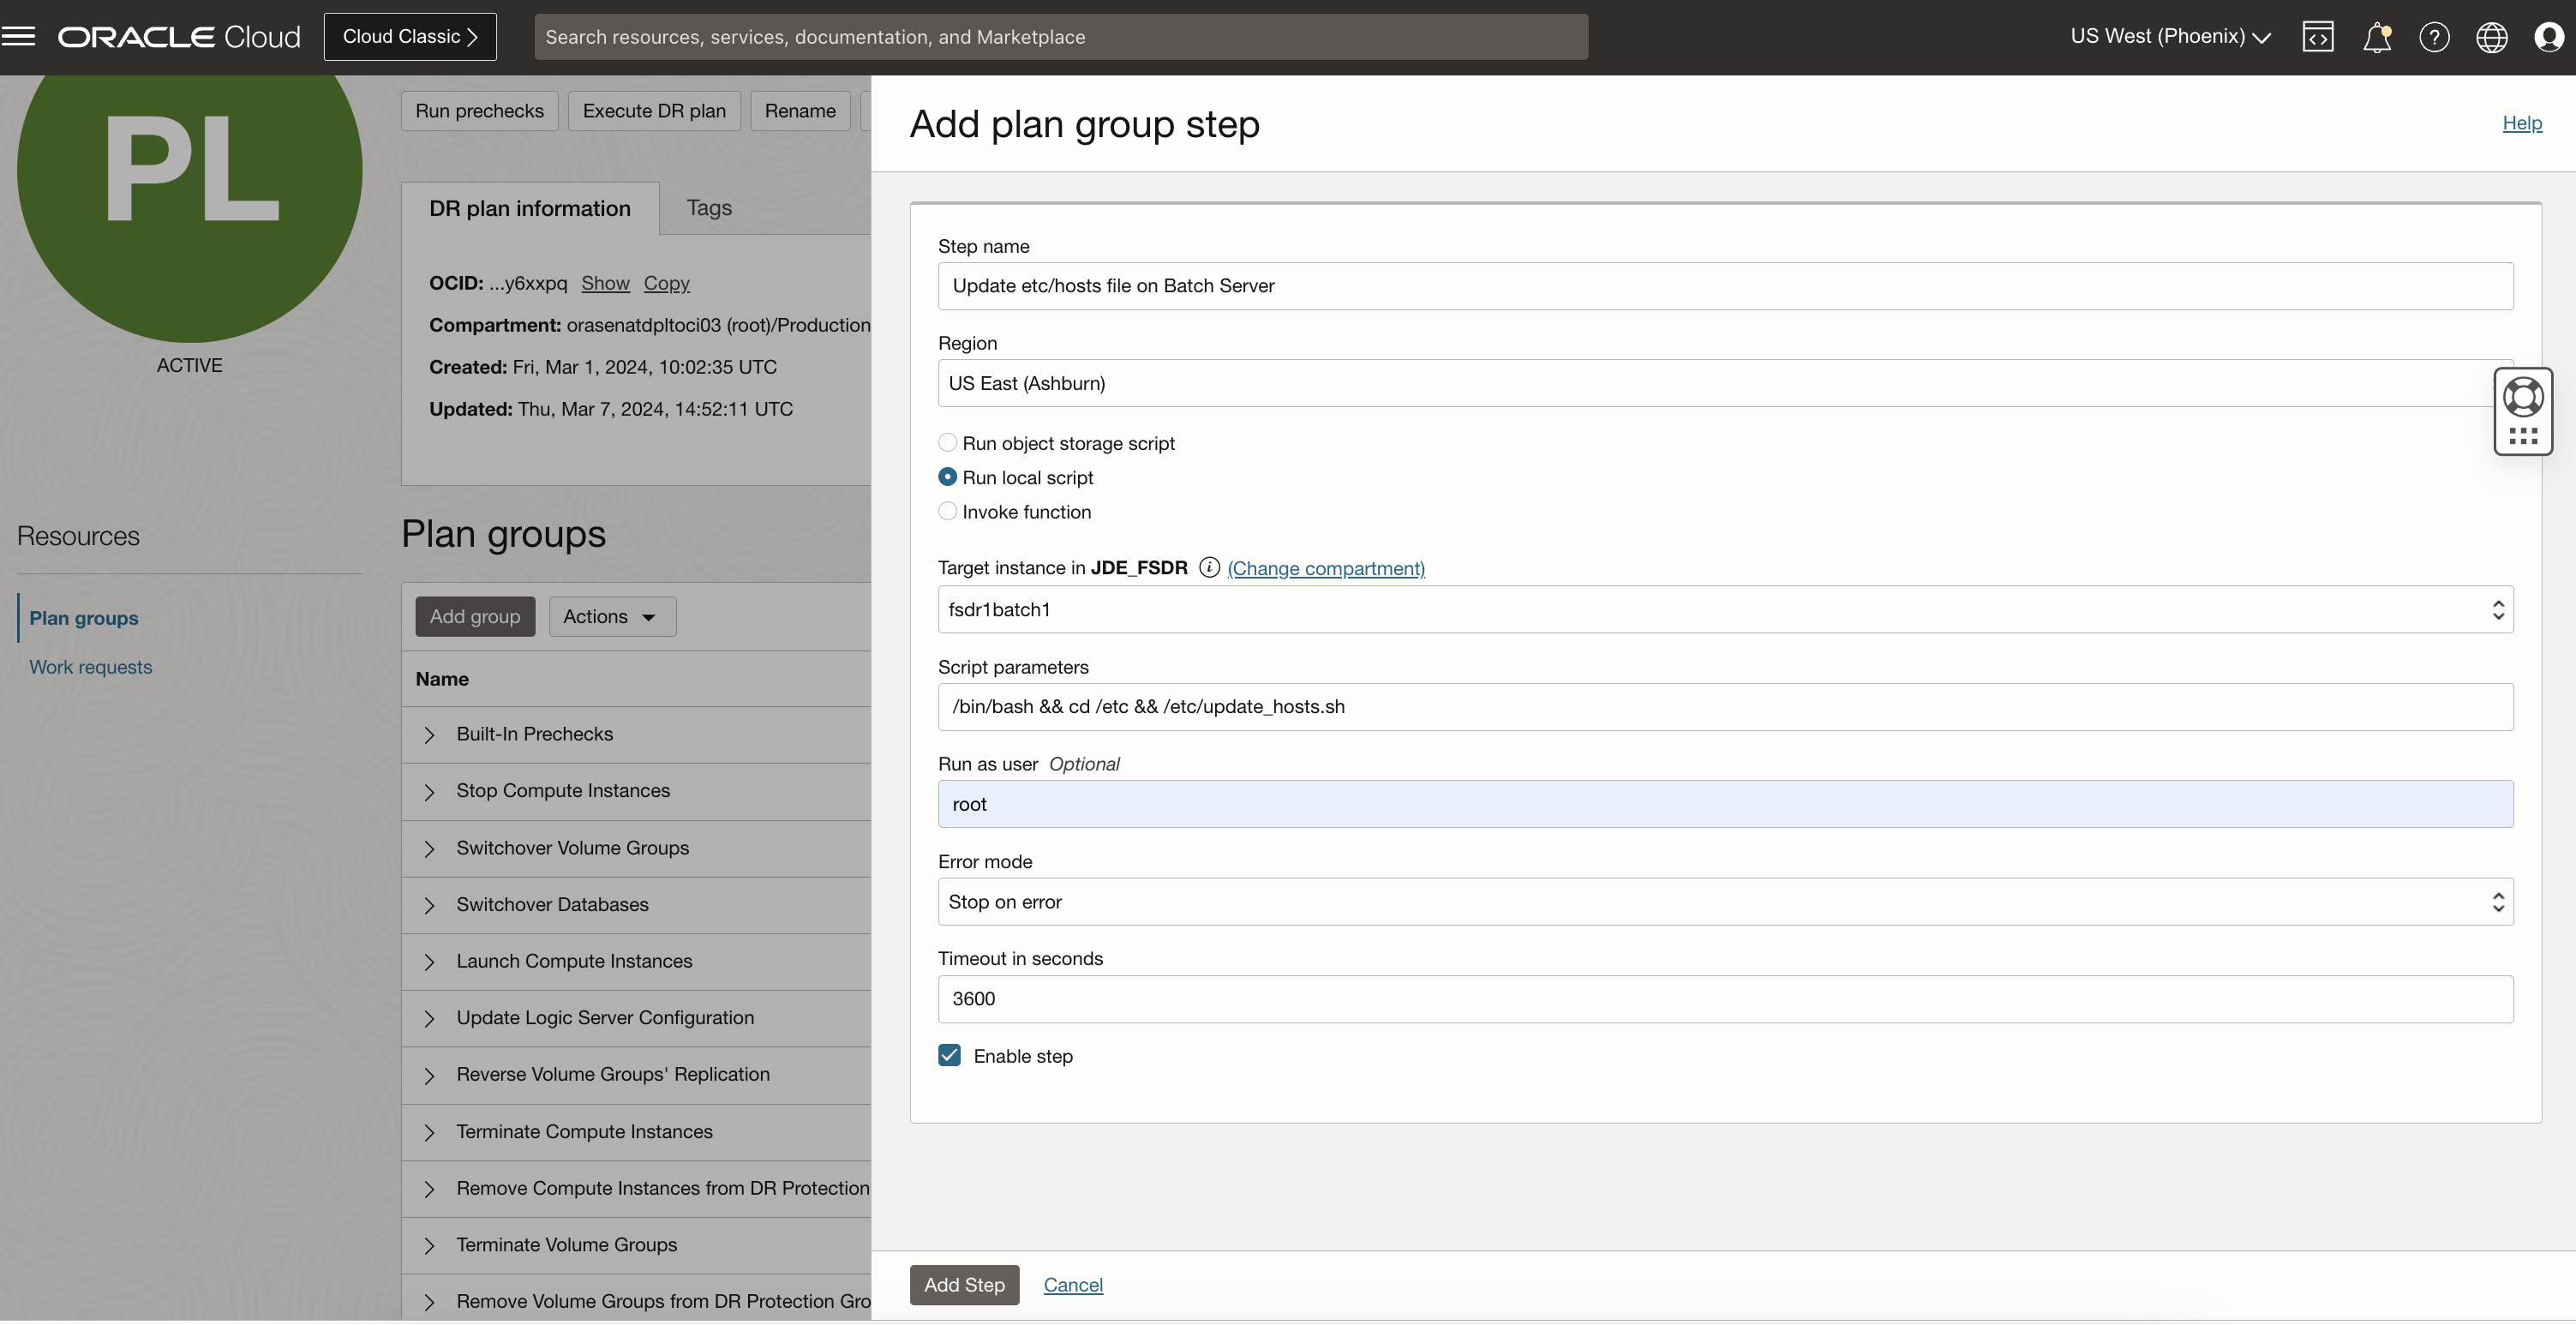 ORACLE Cloud
Cloud Classic
Search resources, services, documentation, and Marketplace
US West (Phoenix)
PL
ACTIVE
Resources
Plan groups
Work requests
Run prechecks
Execute DR plan
Rename
DR plan information
Tags
OCID: ...y6xxpq Show Copy
Compartment: orasenatdpltoci03 (root)/Production
Created: Fri, Mar 1, 2024, 10:02:35 UTC
Updated: Thu, Mar 7, 2024, 14:52:11 UTC
Plan groups
Add group
Actions
Name
Built-In Prechecks
Stop Compute Instances
Switchover Volume Groups
Switchover Databases
Launch Compute Instances
Update Logic Server Configuration
Reverse Volume Groups' Replication
Terminate Compute Instances
Remove Compute Instances from DR Protection
Terminate Volume Groups
Remove Volume Groups from DR Protection Gro
Add plan group step
Help
Step name
Update etc/hosts file on Batch Server
Region
US East (Ashburn)
Run object storage script
Run local script
Invoke function
Target instance in JDE_FSDR (Change compartment)
fsdr1batch1
Script parameters
/bin/bash && cd /etc && /etc/update_hosts.sh
Run as user Optional
root
Error mode
Stop on error
Timeout in seconds
3600
Enable step
Add Step
Cancel